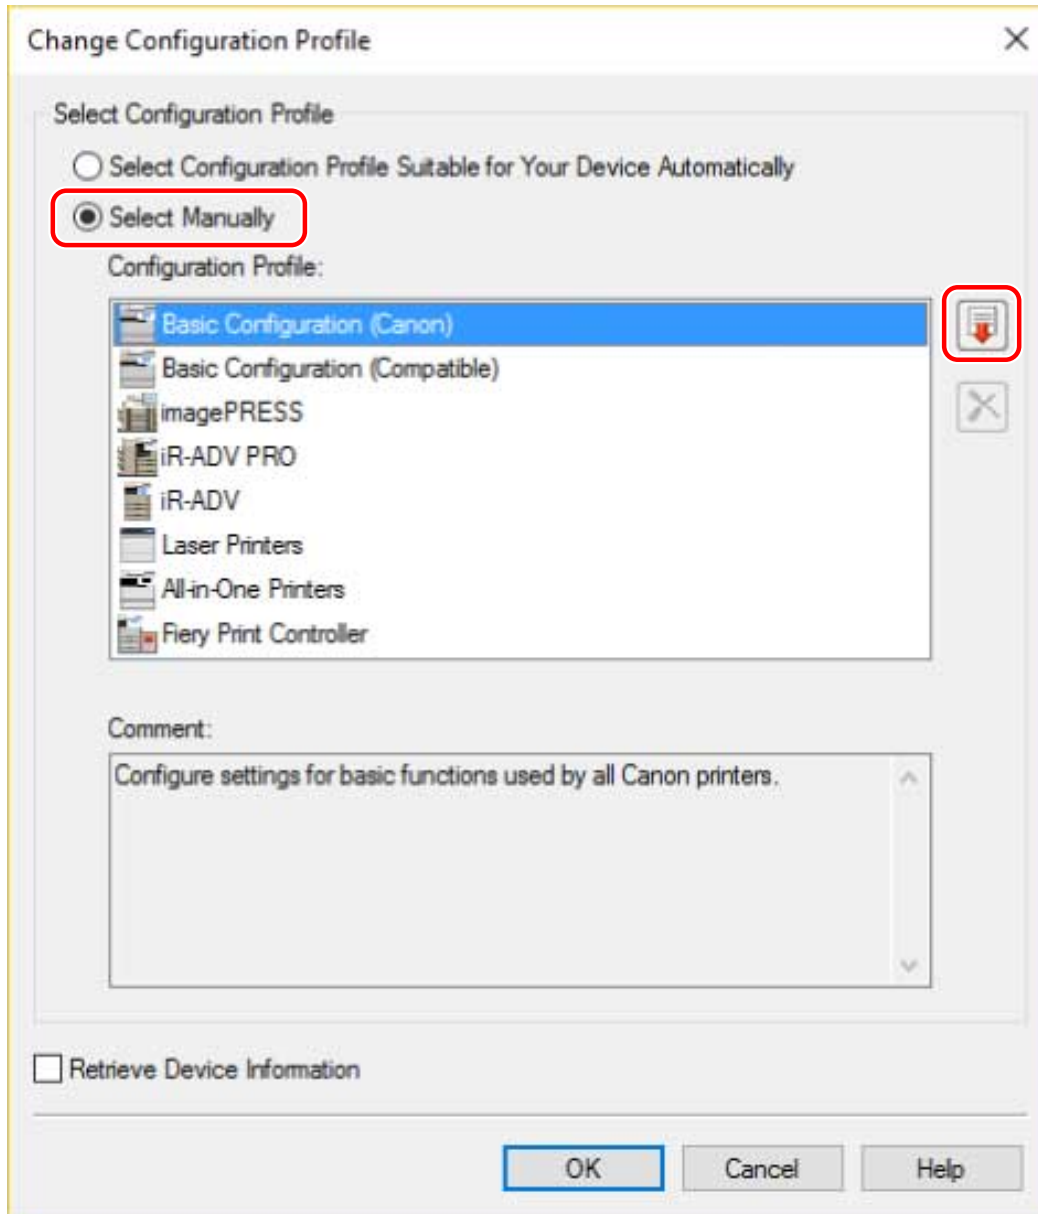 Change Configuration Profile
Select Configuration Profile
Select Configuration Profile Suitable for Your Device Automatically
Select Manually
Configuration Profile:
Basic Configuration (Canon)
Basic Configuration (Compatible)
imagePRESS
iR-ADV PRO
iR-ADV
Laser Printers
All-in-One Printers
Fiery Print Controller
Comment:
Configure settings for basic functions used by all Canon printers.
Retrieve Device Information
OK Cancel Help